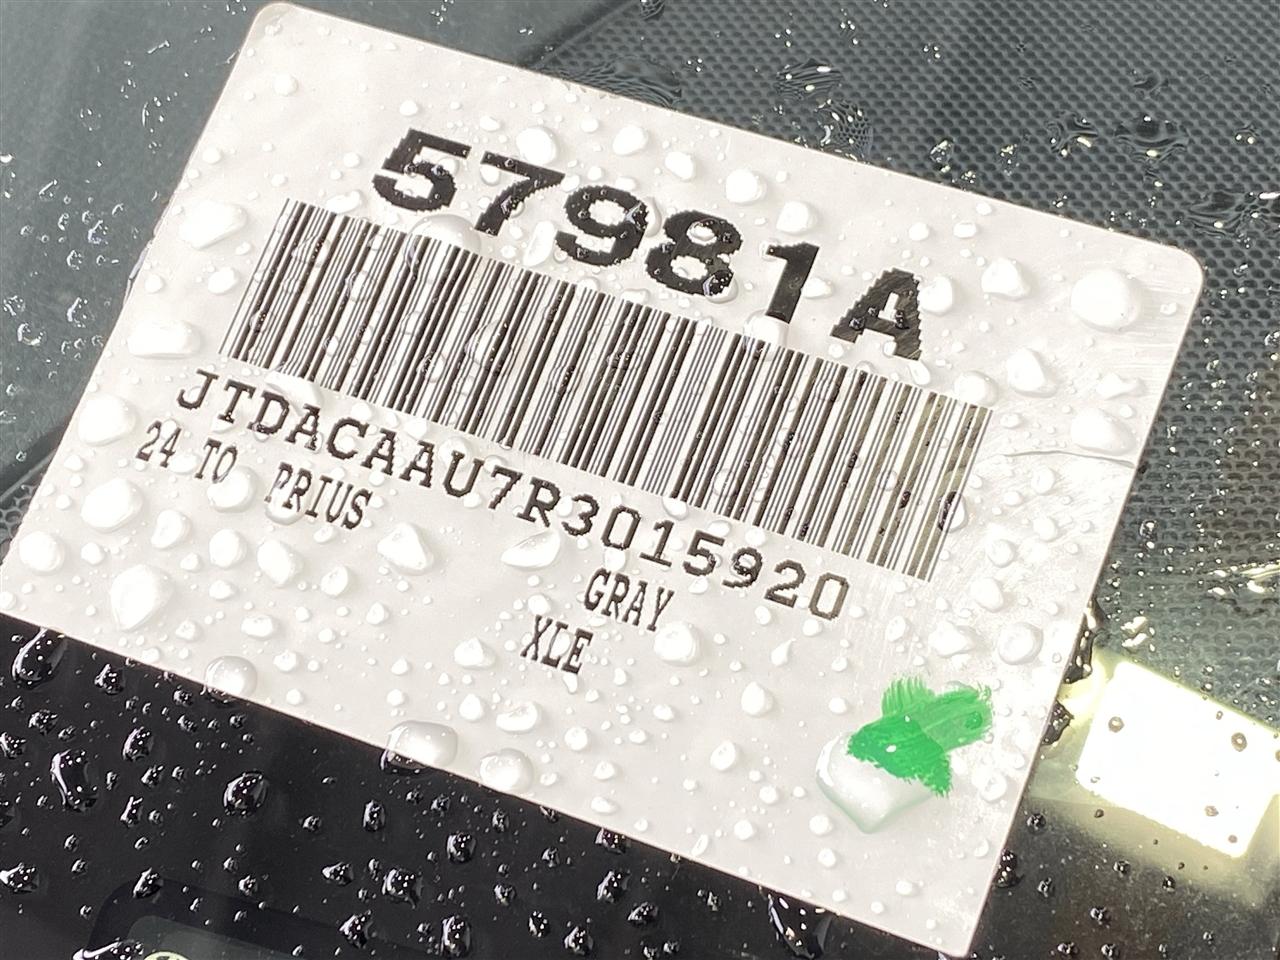 57981A
JTDACAAU7R3015920
24 TO PRIUS GRAY
XLE